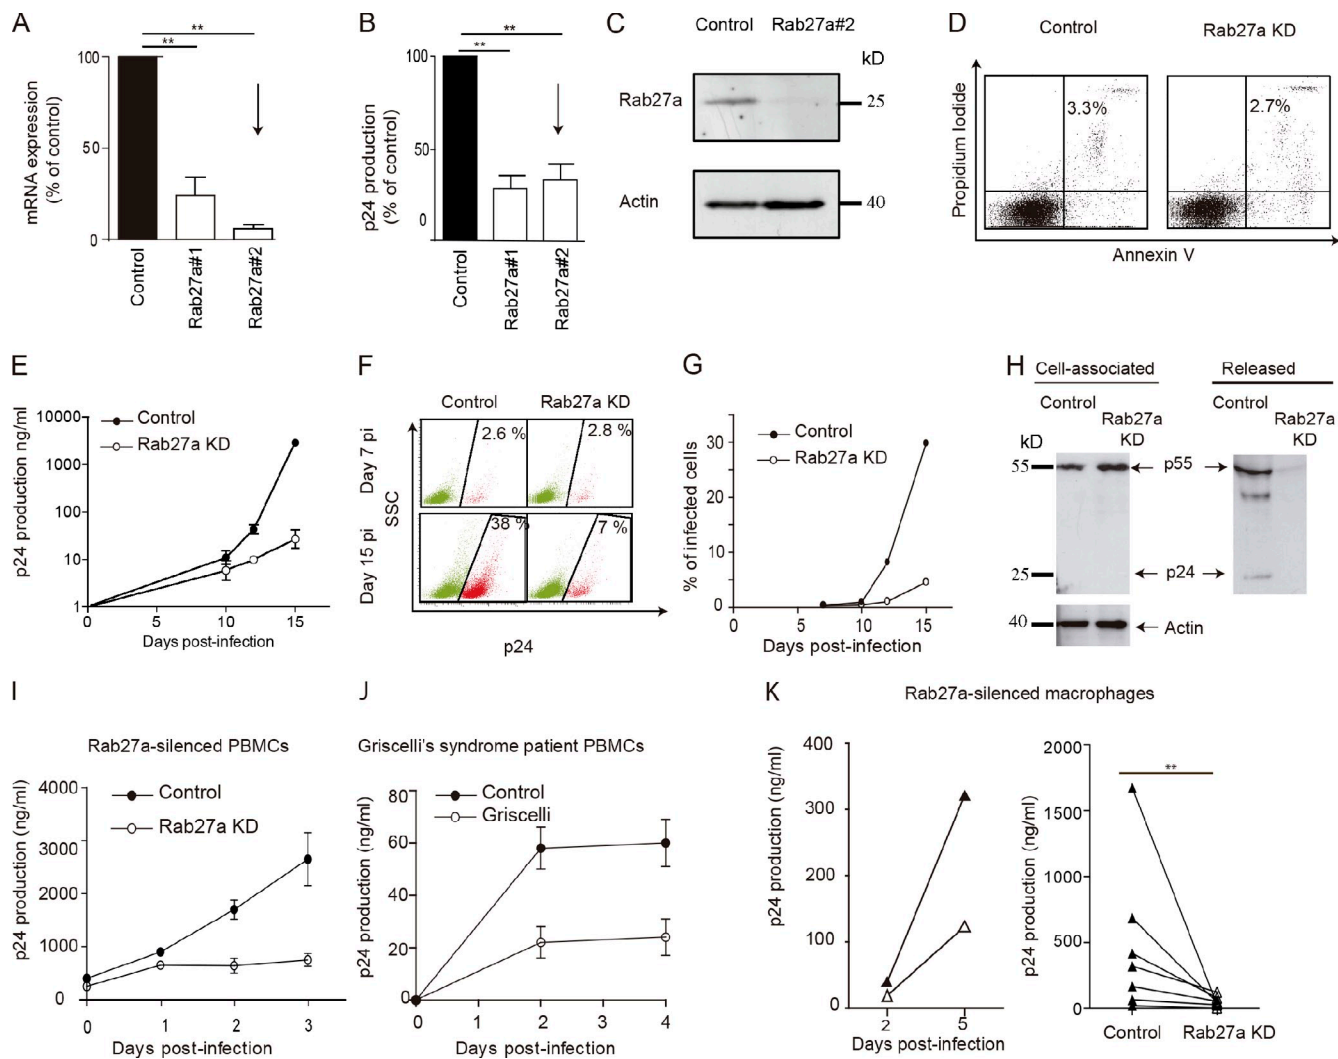 A
**
**
mRNA expression
(% of control)
100
50
0
Control
Rab27a#1
Rab27a#2
B
**
**
p24 production
(% of control)
100
50
0
Control
Rab27a#1
Rab27a#2
C
Control Rab27a#2
kD
Rab27a
25
Actin
40
D
Control Rab27a KD
Propidium Iodide
3.3% 2.7%
Annexin V
E
p24 production ng/ml
10000
1000
100
10
1
Control
Rab27a KD
0 5 10 15
Days post-infection
F
Control Rab27a KD
Day 7 pi
2.6 % 2.8 %
SSC
Day 15 pi
38 % 7 %
p24
G
% of infected cells
30
20
10
0
Control
Rab27a KD
0 5 10 15
Days post-infection
H
Cell-associated Released
Control Rab27a
KD
Control Rab27a
KD
kD
55
p55
25
p24
40
Actin
I
Rab27a-silenced PBMCs
p24 production (ng/ml)
4000
3000
2000
1000
0
Control
Rab27a KD
0 1 2 3
Days post-infection
J
Griscelli's syndrome patient PBMCs
p24 production (ng/ml)
80
60
40
20
0
Control
Griscelli
0 2 4
Days post-infection
K
Rab27a-silenced macrophages
p24 production (ng/ml)
400
300
200
100
0
2 5
Days post-infection
p24 production (ng/ml)
2000
1500
1000
500
0
**
Control Rab27a KD